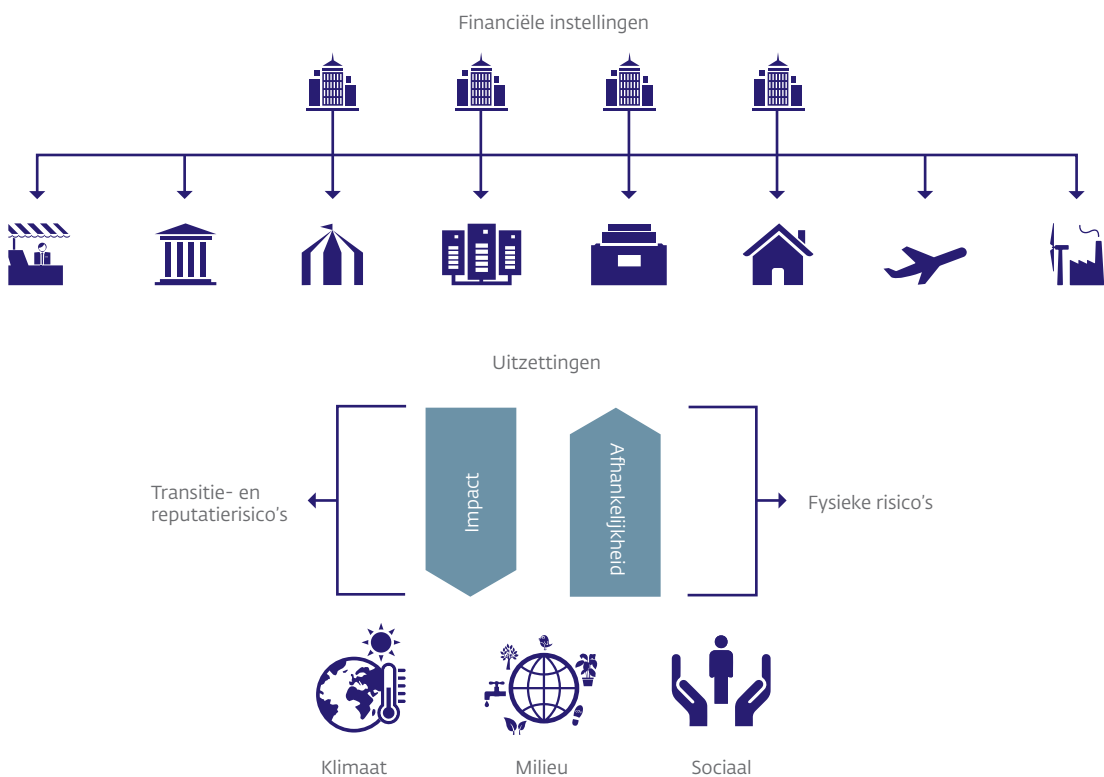 Financiële instellingen
Uitzettingen
Transitie- en
reputatierisico's
Impact
Afhankelijkheid
Fysieke risico's
Klimaat
Milieu
Sociaal